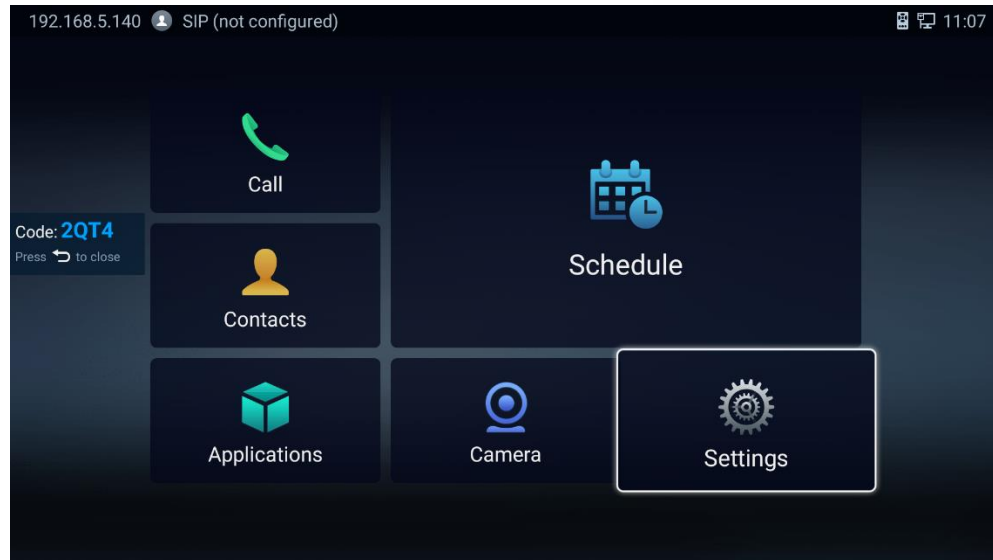 192.168.5.140 SIP (not configured) 11:07
Call
Schedule
Code: 2QT4
Press to close
Contacts
Applications
Camera
Settings